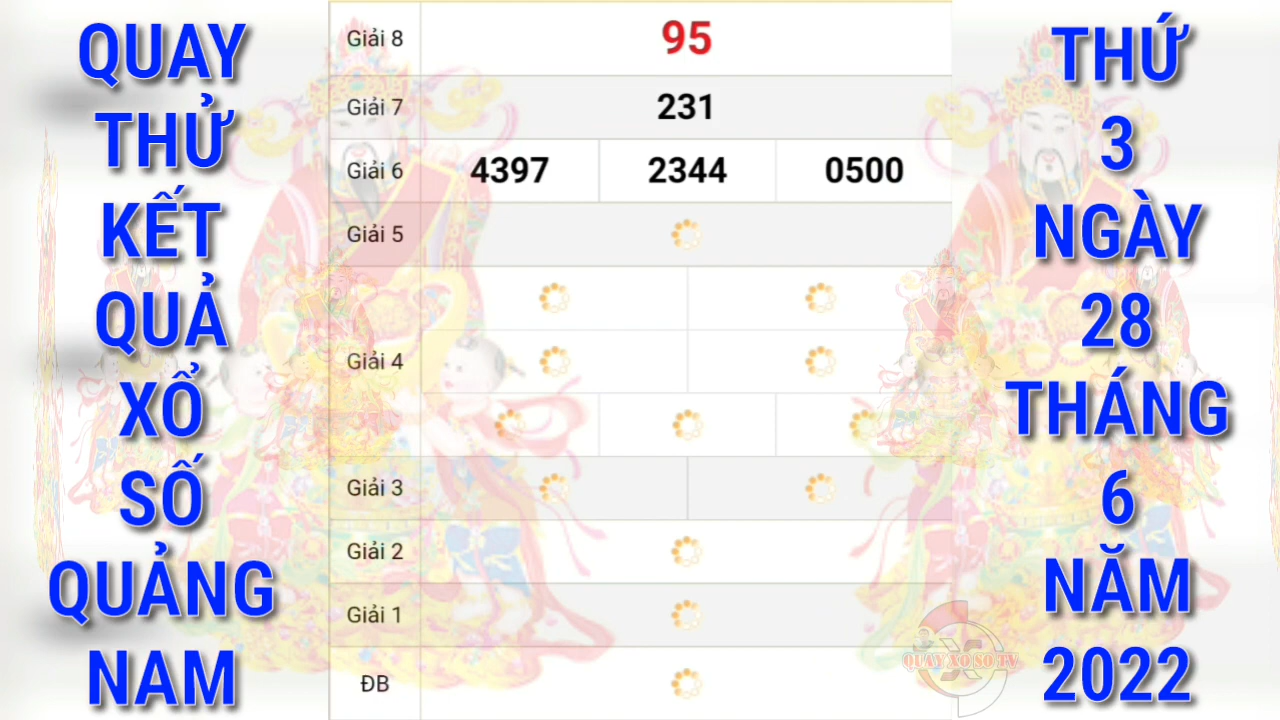 QUAY
THỬ
KẾT
QUẢ
XỔ
SỐ
QUẢNG
NAM
Giải 8 95
Giải 7 231
Giải 6 4397 2344 0500
Giải 5
Giải 4
Giải 3
Giải 2
Giải 1
ĐB
THỨ
3
NGÀY
28
THÁNG
6
NĂM
2022
QUAY XO SO TV